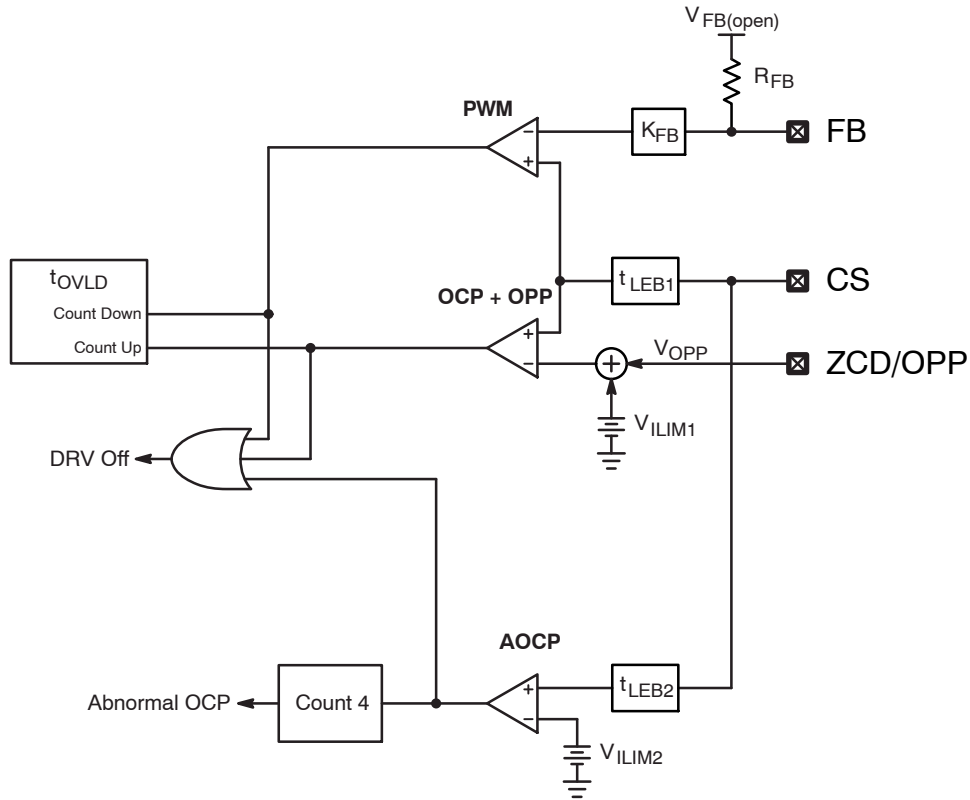 VFB(open)
RFB
PWM
−
+
KFB
FB
tOVLD
Count Down
Count Up
OCP + OPP
+
−
tLEB1
CS
+
VOPP
ZCD/OPP
VILIM1
DRV Off
AOCP
+
−
tLEB2
Abnormal OCP
Count 4
VILIM2